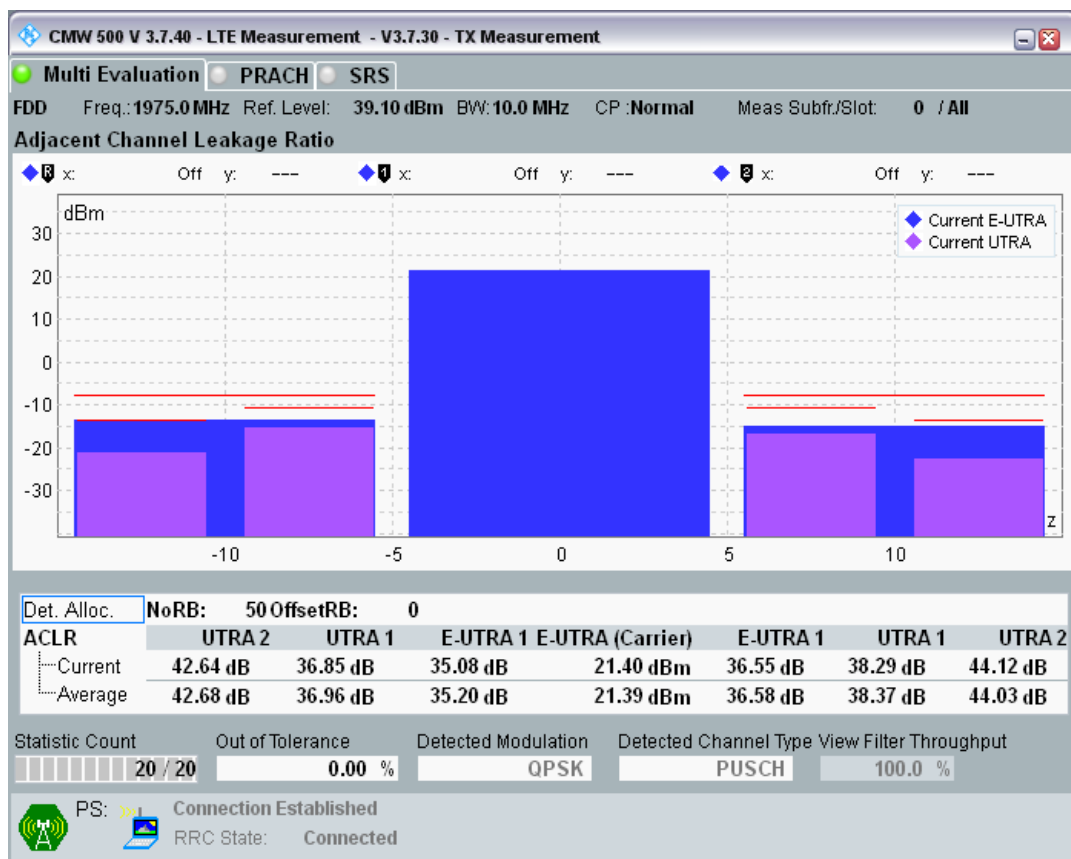 CMW 500 V 3.7.40 - LTE Measurement - V3.7.30 - TX Measurement
Multi Evaluation PRACH SRS
FDD Freq.: 1975.0 MHz Ref. Level: 39.10 dBm BW: 10.0 MHz CP :Normal Meas Subfr./Slot: 0 / All
Adjacent Channel Leakage Ratio
R x: Off y: --- 1 x: Off y: --- 2 x: Off y: ---
dBm
Current E-UTRA
Current UTRA
30
20
10
0
-10
-20
-30
z
-10 -5 0 5 10
Det. Alloc. NoRB: 50 OffsetRB: 0
ACLR UTRA 2 UTRA 1 E-UTRA 1 E-UTRA (Carrier) E-UTRA 1 UTRA 1 UTRA 2
Current 42.64 dB 36.85 dB 35.08 dB 21.40 dBm 36.55 dB 38.29 dB 44.12 dB
Average 42.68 dB 36.96 dB 35.20 dB 21.39 dBm 36.58 dB 38.37 dB 44.03 dB
Statistic Count Out of Tolerance Detected Modulation Detected Channel Type View Filter Throughput
20 / 20 0.00 % QPSK PUSCH 100.0 %
PS: Connection Established
RRC State: Connected